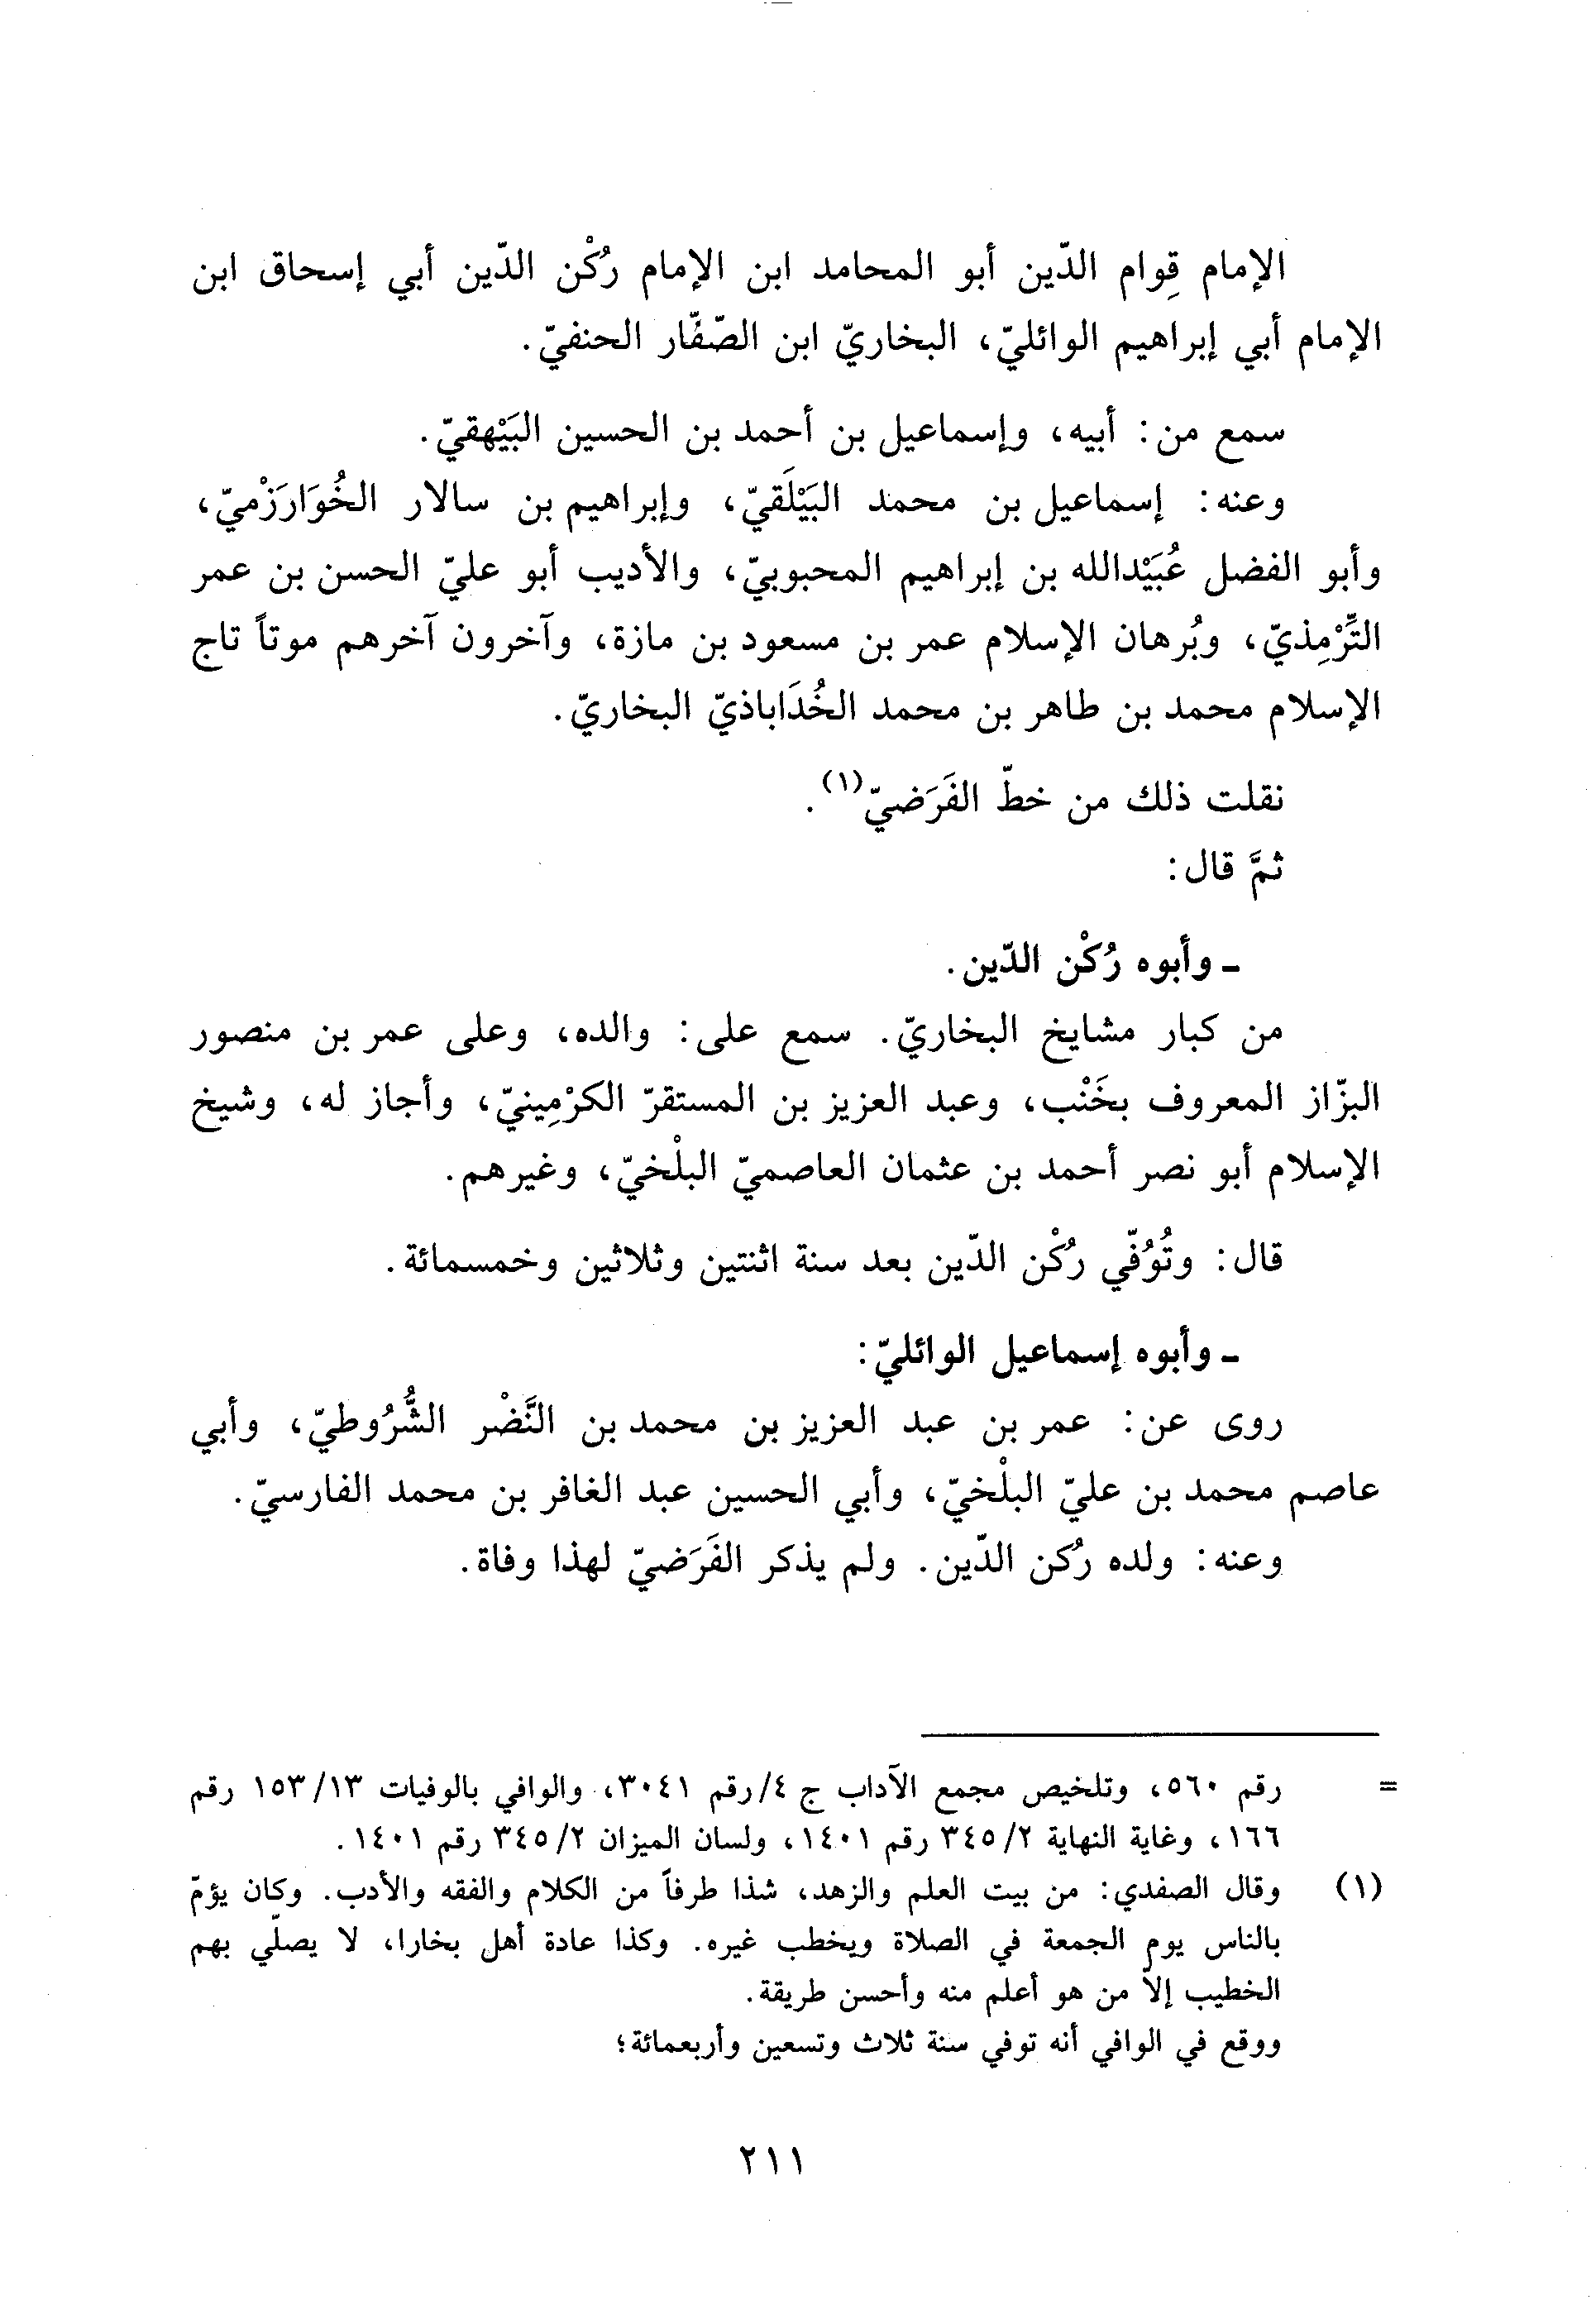 الإمام قِوام الدّين أبو المحامد ابن الإمام رُكْن الدّين أبي إسحاق ابن
الإمام أبي إبراهيم الوائليّ، البخاريّ ابن الصّفّار الحنفيّ.
سمع من: أبيه، وإسماعيل بن أحمد بن الحسين البَيْهقيّ.
وعنه: إسماعيل بن محمد البَيْلَقيّ، وإبراهيم بن سالار الخُوَارَزْميّ،
وأبو الفضل عُبَيْدالله بن إبراهيم المحبوبيّ، والأديب أبو عليّ الحسن بن عمر
التِّرْمِذيّ، وبُرهان الإسلام عمر بن مسعود بن مازة، وآخرون آخرهم موتاً تاج
الإسلام محمد بن طاهر بن محمد الخُدَاباذيّ البخاريّ.
نقلت ذلك من خطّ الفَرَضيّ(١).
ثمَّ قال:
ـ وأبوه رُكْن الدّين.
من كبار مشايخ البخاريّ. سمع على: والده، وعلى عمر بن منصور
البزّاز المعروف بخَنْب، وعبد العزيز بن المستقرّ الكرْمِينيّ، وأجاز له، وشيخ
الإسلام أبو نصر أحمد بن عثمان العاصميّ البلْخيّ، وغيرهم.
قال: وتُوُفّي رُكْن الدّين بعد سنة اثنتين وثلاثين وخمسمائة.
ـ وأبوه إسماعيل الوائليّ:
روى عن: عمر بن عبد العزيز بن محمد بن النَّضْر الشُّرُوطيّ، وأبي
عاصم محمد بن عليّ البلْخيّ، وأبي الحسين عبد الغافر بن محمد الفارسيّ.
وعنه: ولده رُكن الدّين. ولم يذكر الفَرَضيّ لهذا وفاة.
= رقم ٥٦٠، وتلخيص مجمع الآداب ج ٤/رقم ٣٠٤١، والوافي بالوفيات ١٥٣/١٣ رقم
١٦٦، وغاية النهاية ٣٤٥/٢ رقم ١٤٠١، ولسان الميزان ٣٤٥/٢ رقم ١٤٠١.
(١) وقال الصفدي: من بيت العلم والزهد، شذا طرفاً من الكلام والفقه والأدب. وكان يؤمّ
بالناس يوم الجمعة في الصلاة ويخطب غيره. وكذا عادة أهل بخارا، لا يصلّي بهم
الخطيب إلاّ من هو أعلم منه وأحسن طريقة.
ووقع في الوافي أنه توفي سنة ثلاث وتسعين وأربعمائة؛
٢١١